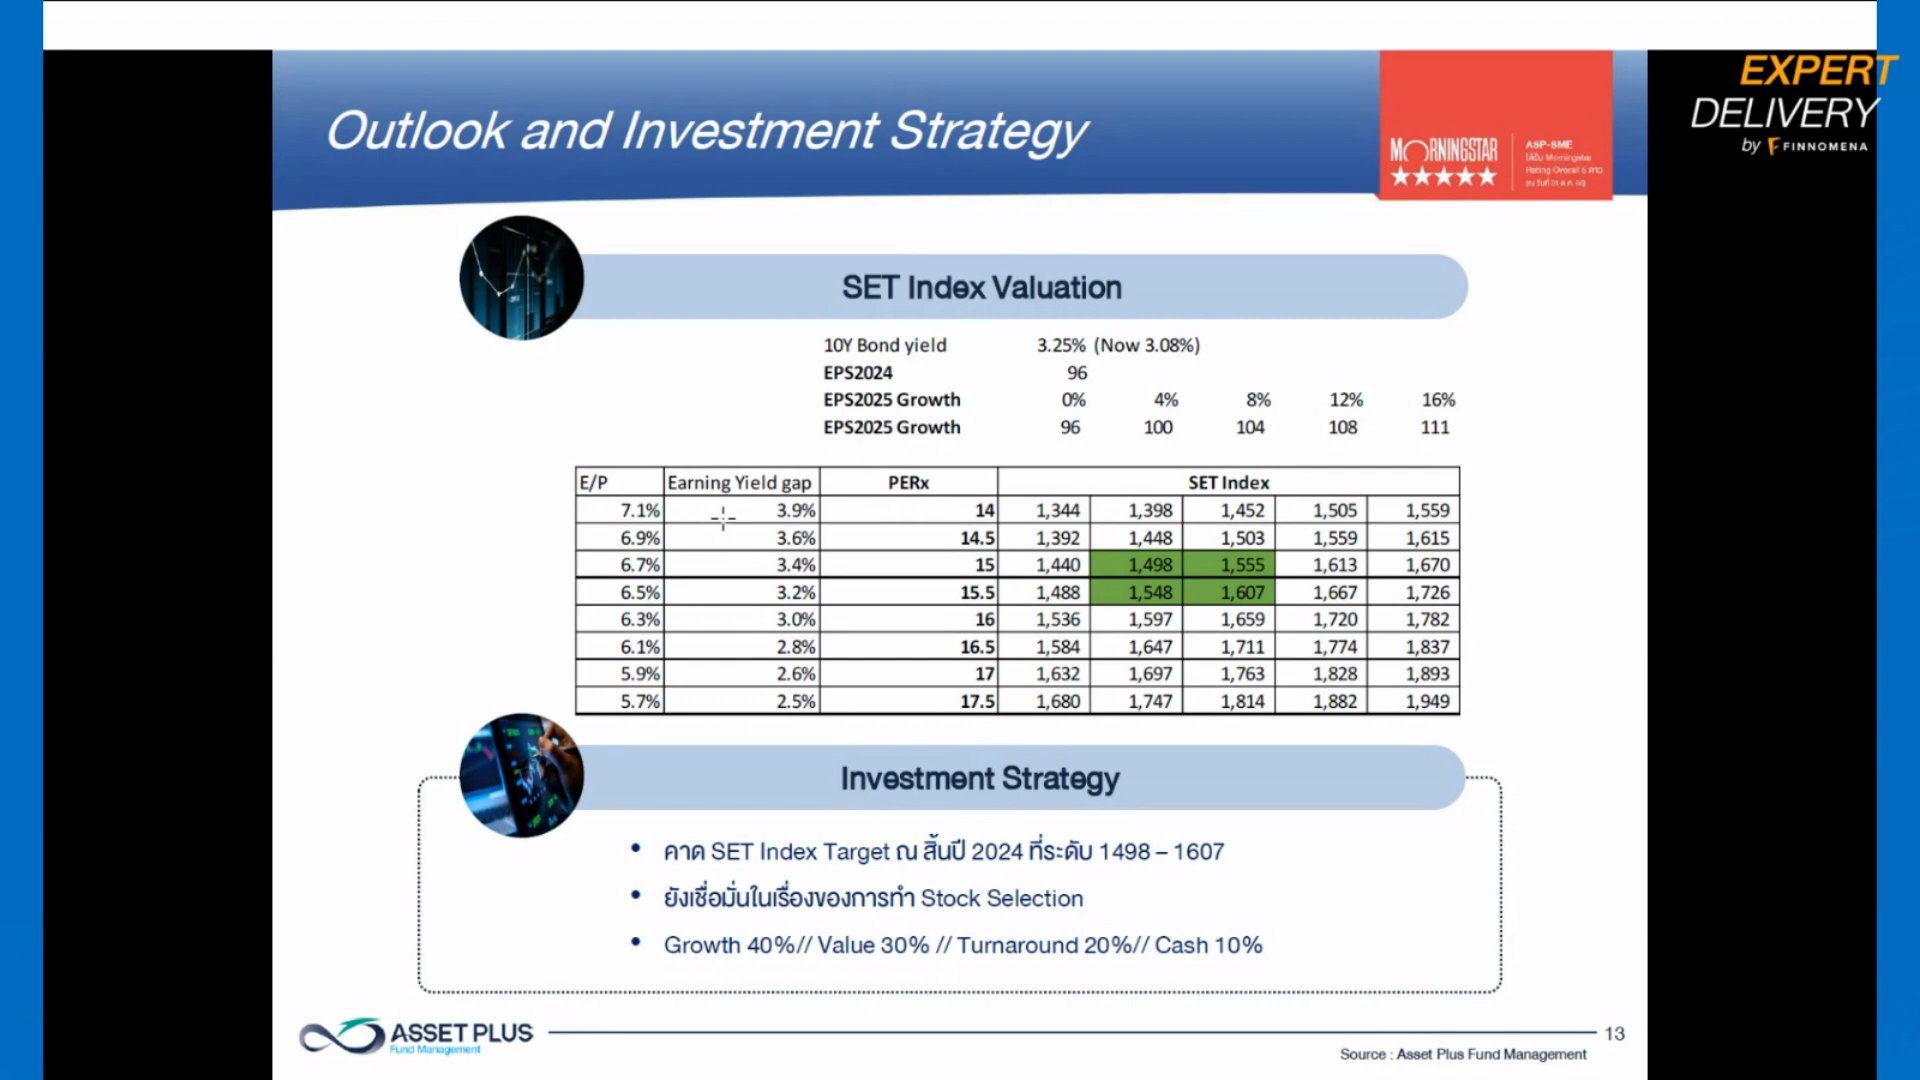 EXPERT
DELIVERY
by FINNOMENA
Outlook and Investment Strategy
MORNINGSTAR
ASP-SME
ได้รับ Morningstar
Rating Overall 5 ดาว
SET Index Valuation
10Y Bond yield 3.25% (Now 3.08%)
EPS2024 96
EPS2025 Growth 0% 4% 8% 12% 16%
EPS2025 Growth 96 100 104 108 111
E/P Earning Yield gap PERx SET Index
7.1% 3.9% 14 1,344 1,398 1,452 1,505 1,559
6.9% 3.6% 14.5 1,392 1,448 1,503 1,559 1,615
6.7% 3.4% 15 1,440 1,498 1,555 1,613 1,670
6.5% 3.2% 15.5 1,488 1,548 1,607 1,667 1,726
6.3% 3.0% 16 1,536 1,597 1,659 1,720 1,782
6.1% 2.8% 16.5 1,584 1,647 1,711 1,774 1,837
5.9% 2.6% 17 1,632 1,697 1,763 1,828 1,893
5.7% 2.5% 17.5 1,680 1,747 1,814 1,882 1,949
Investment Strategy
• คาด SET Index Target ณ สิ้นปี 2024 ที่ระดับ 1498 – 1607
• ยังเชื่อมั่นในเรื่องของการทำ Stock Selection
• Growth 40%// Value 30% // Turnaround 20%// Cash 10%
ASSET PLUS
Fund Management
13
Source : Asset Plus Fund Management